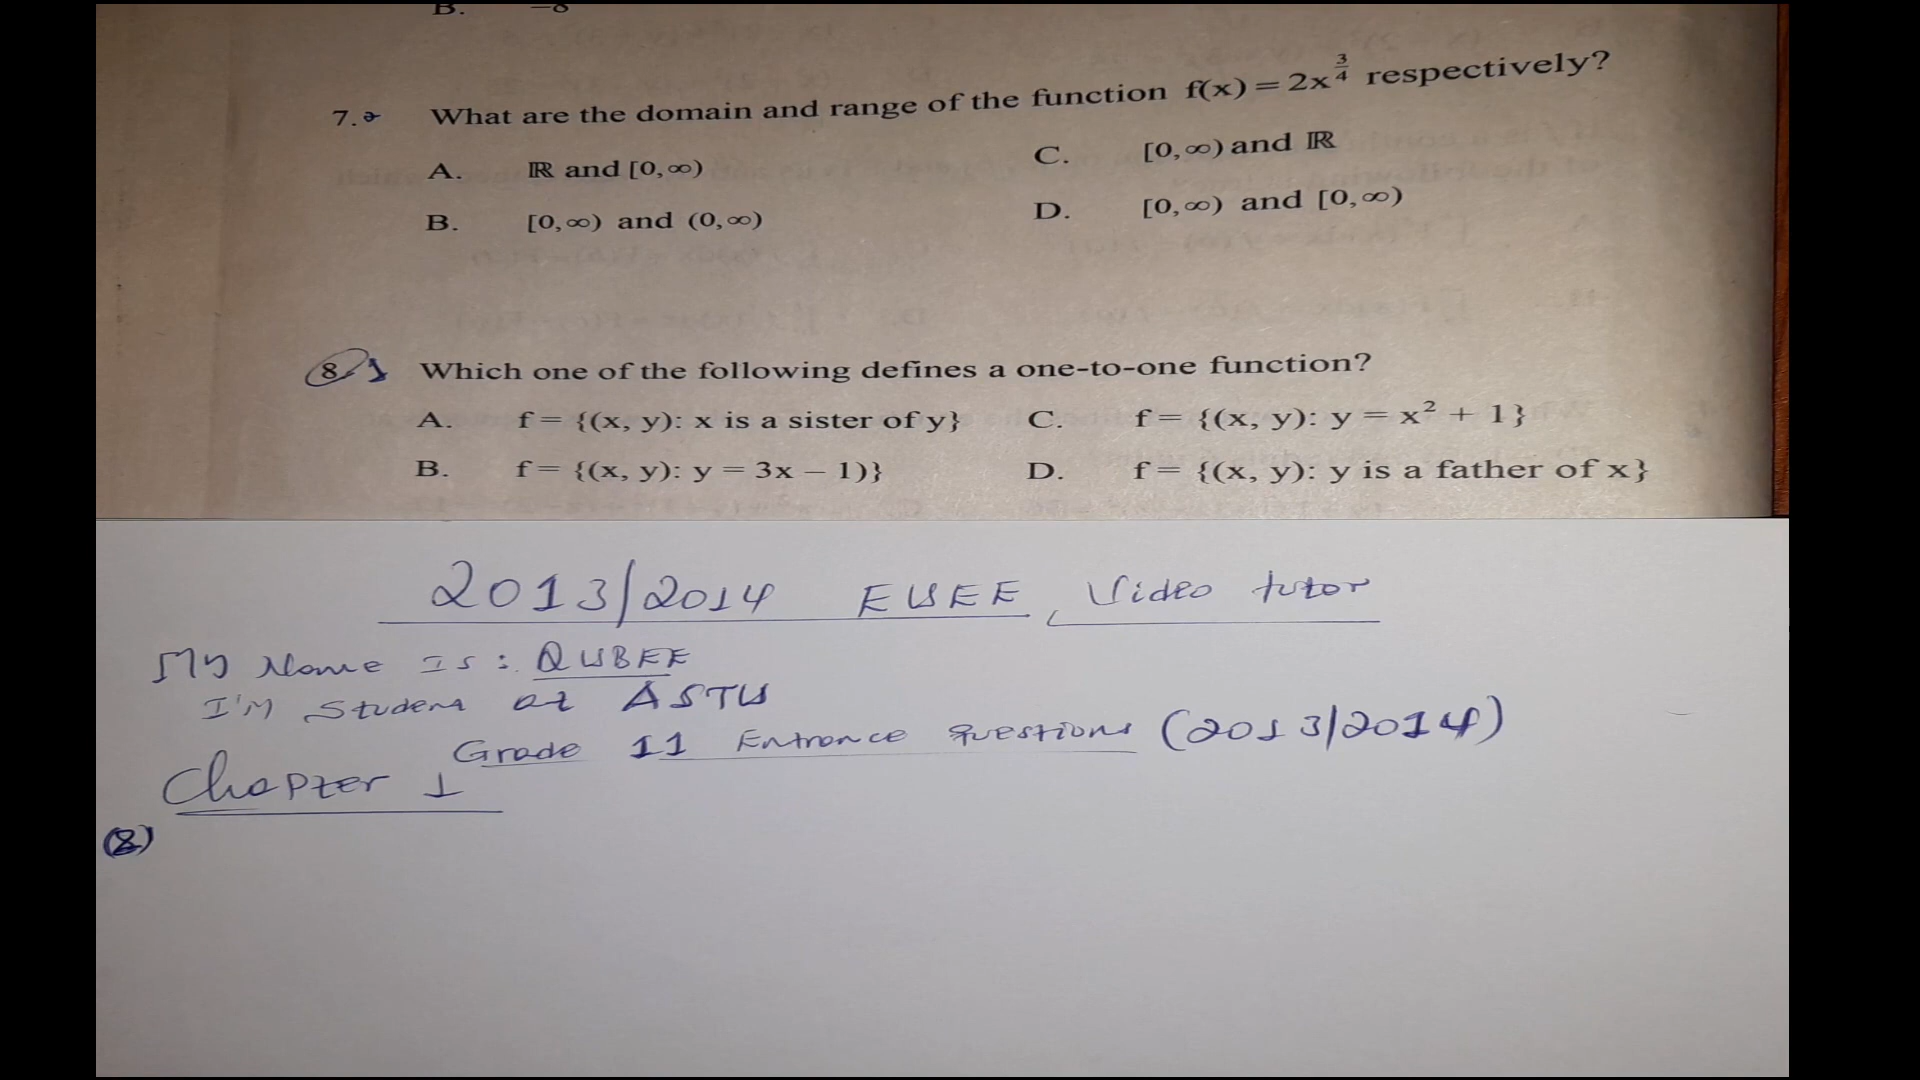 B. −8
7. What are the domain and range of the function f(x) = 2x^{3/4} respectively?
A. ℝ and [0,∞)
C. [0,∞) and ℝ
B. [0,∞) and (0,∞)
D. [0,∞) and [0,∞)
8. Which one of the following defines a one-to-one function?
A. f = {(x, y): x is a sister of y}
C. f = {(x, y): y = x² + 1}
B. f = {(x, y): y = 3x − 1)}
D. f = {(x, y): y is a father of x}
2013/2014 EUEE, Video tutor
My Name Is: QUBEE
I'M Student at ASTU
Grade 11 Entrance Questions (2013/2014)
Chapter 1
(8)